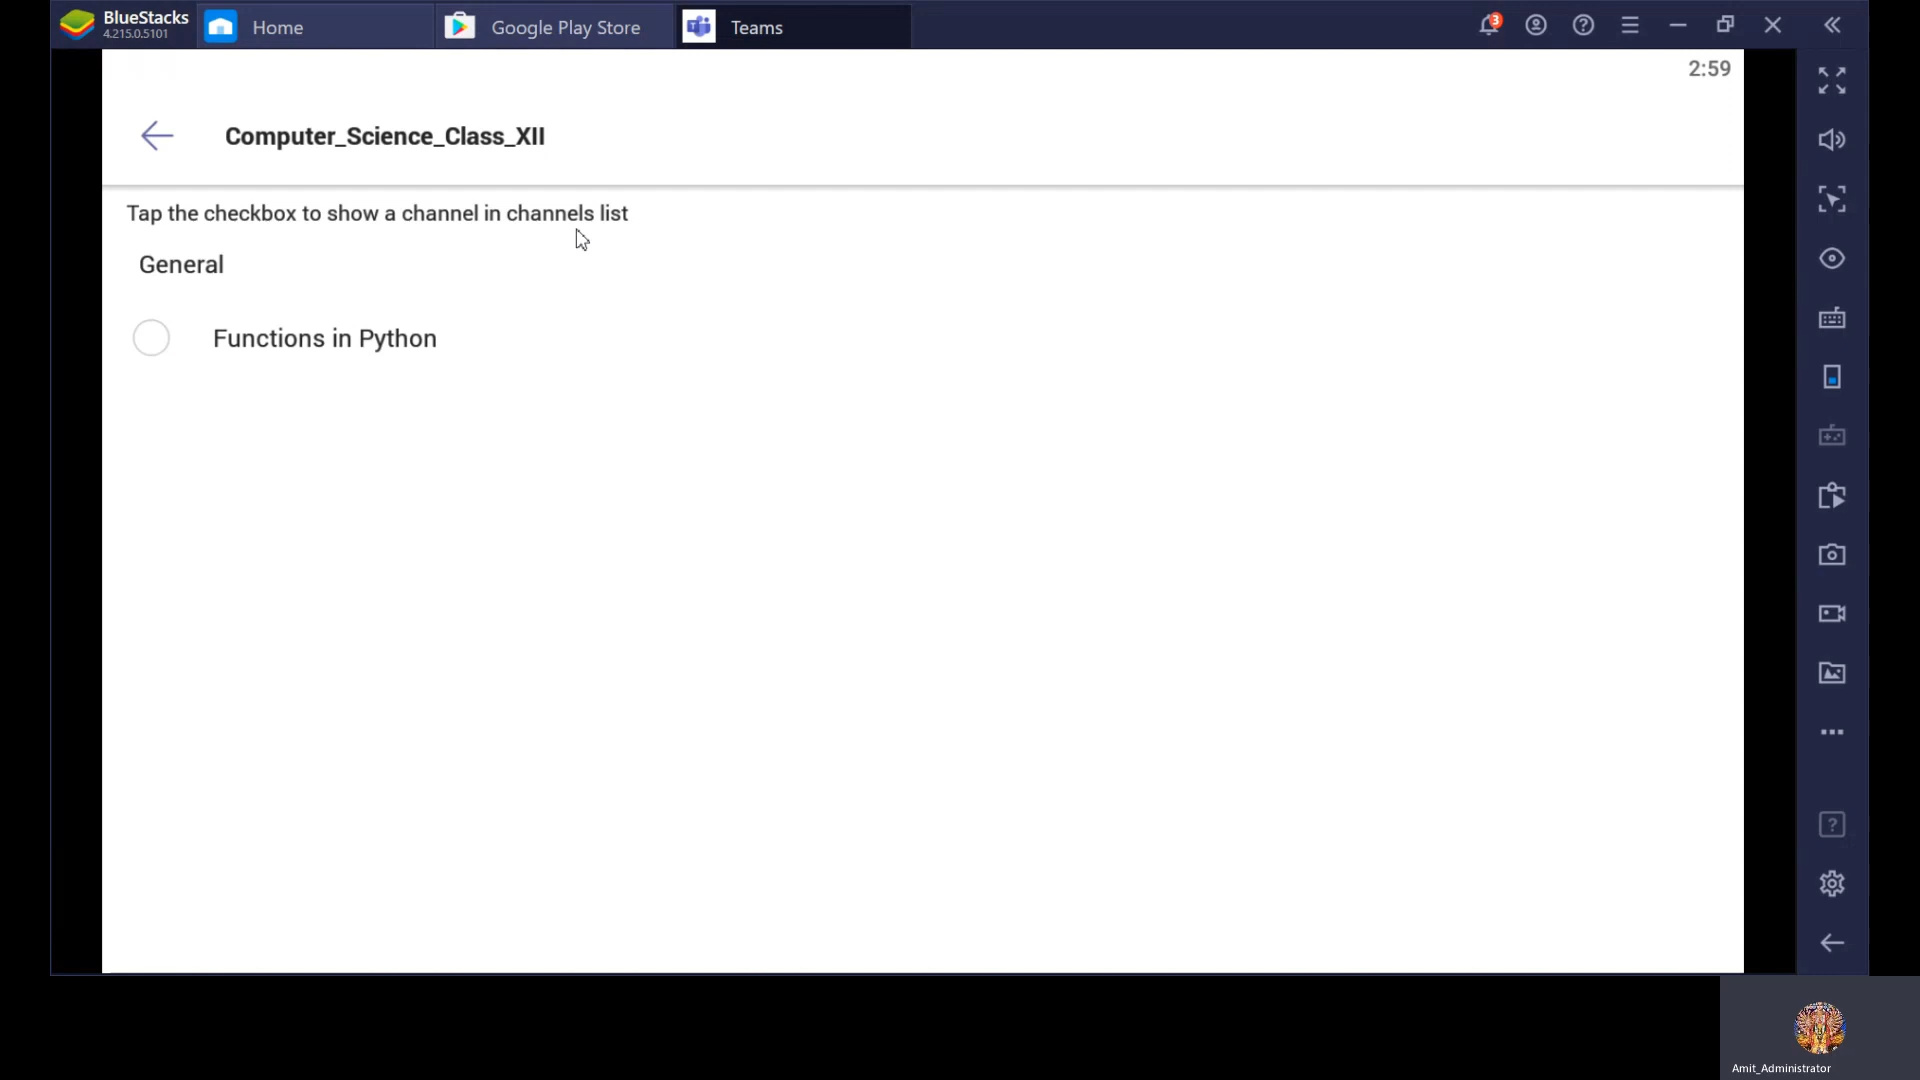 BlueStacks
4.215.0.5101
Home
Google Play Store
Teams
3
2:59
Computer_Science_Class_XII
Tap the checkbox to show a channel in channels list
General
Functions in Python
Amit_Administrator